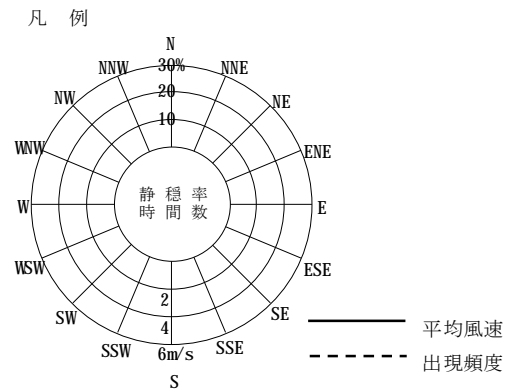 凡 例
N
NNW 30% NNE
NW 20 NE
10
WNW ENE
静 穏 率
W 時 間 数 E
WSW ESE
2
SW 4 SE
SSW 6m/s SSE
S
平均風速
出現頻度